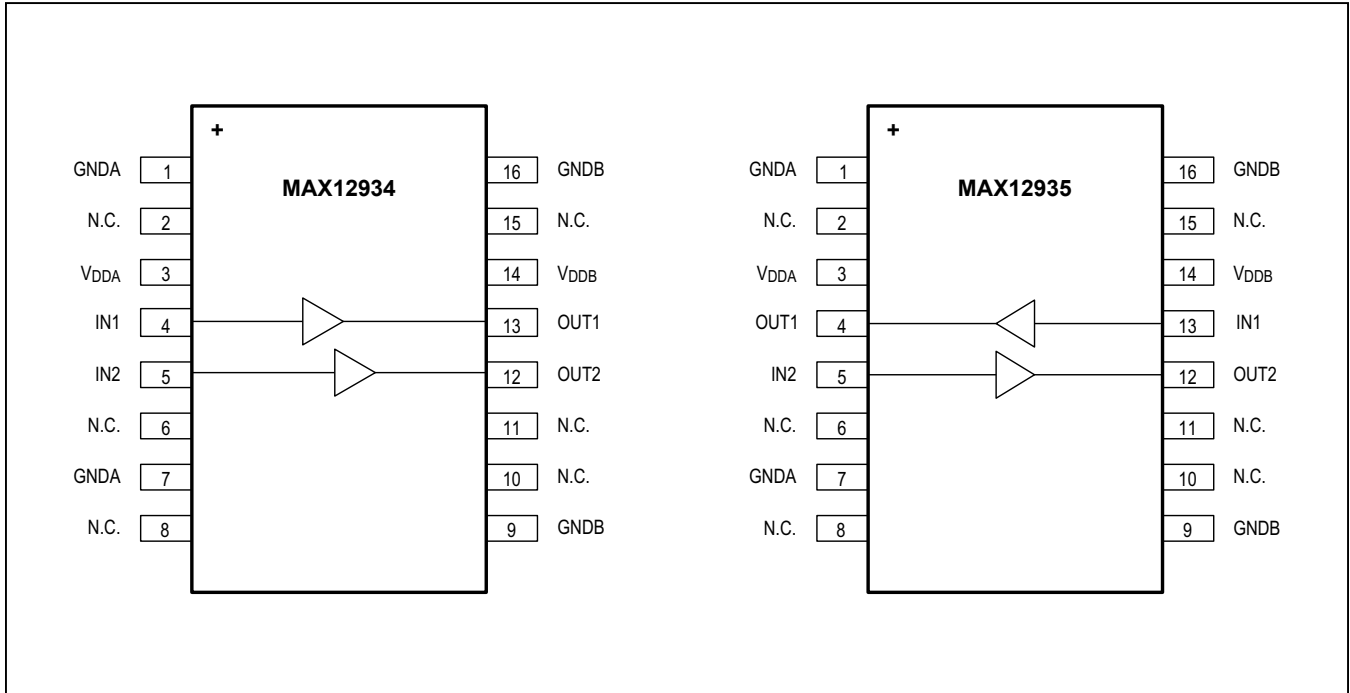 +
MAX12934
GNDA 1 16 GNDB
N.C. 2 15 N.C.
VDDA 3 14 VDDB
IN1 4 13 OUT1
IN2 5 12 OUT2
N.C. 6 11 N.C.
GNDA 7 10 N.C.
N.C. 8 9 GNDB
+
MAX12935
GNDA 1 16 GNDB
N.C. 2 15 N.C.
VDDA 3 14 VDDB
OUT1 4 13 IN1
IN2 5 12 OUT2
N.C. 6 11 N.C.
GNDA 7 10 N.C.
N.C. 8 9 GNDB